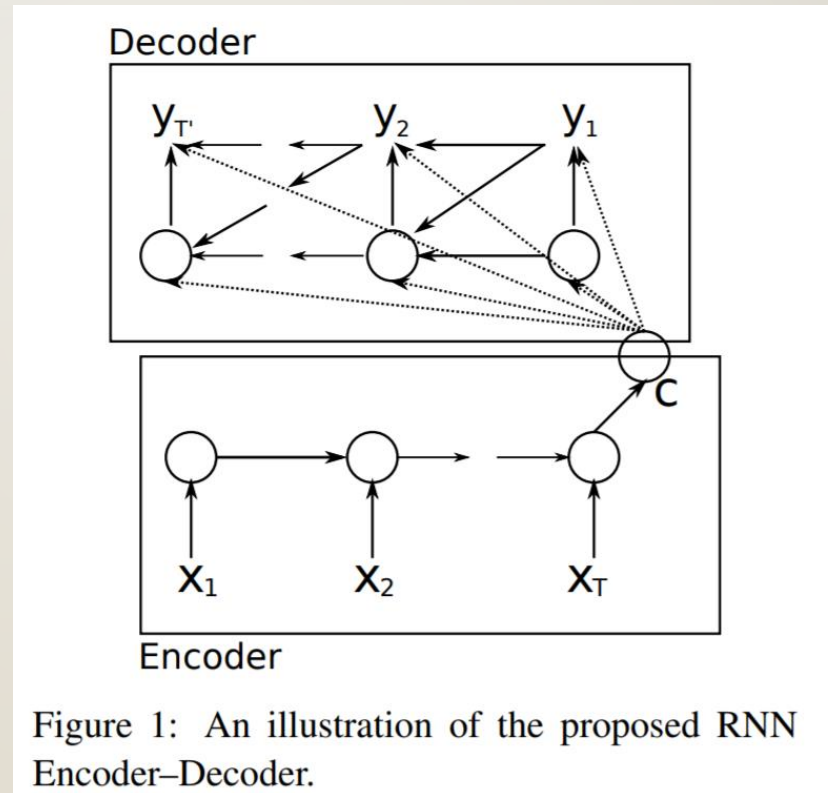 Decoder
yT' y2 y1
c
x1 x2 xT
Encoder
Figure 1: An illustration of the proposed RNN
Encoder–Decoder.